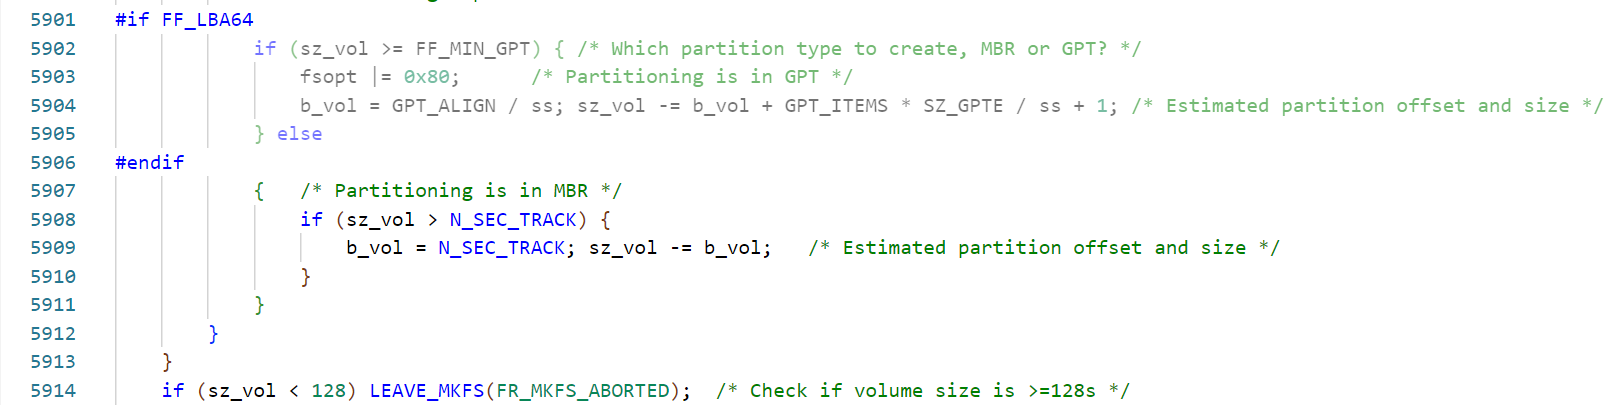 5901 #if FF_LBA64
5902 if (sz_vol >= FF_MIN_GPT) { /* Which partition type to create, MBR or GPT? */
5903 fsopt |= 0x80; /* Partitioning is in GPT */
5904 b_vol = GPT_ALIGN / ss; sz_vol -= b_vol + GPT_ITEMS * SZ_GPTE / ss + 1; /* Estimated partition offset and size */
5905 } else
5906 #endif
5907 { /* Partitioning is in MBR */
5908 if (sz_vol > N_SEC_TRACK) {
5909 b_vol = N_SEC_TRACK; sz_vol -= b_vol; /* Estimated partition offset and size */
5910 }
5911 }
5912 }
5913 }
5914 if (sz_vol < 128) LEAVE_MKFS(FR_MKFS_ABORTED); /* Check if volume size is >=128s */